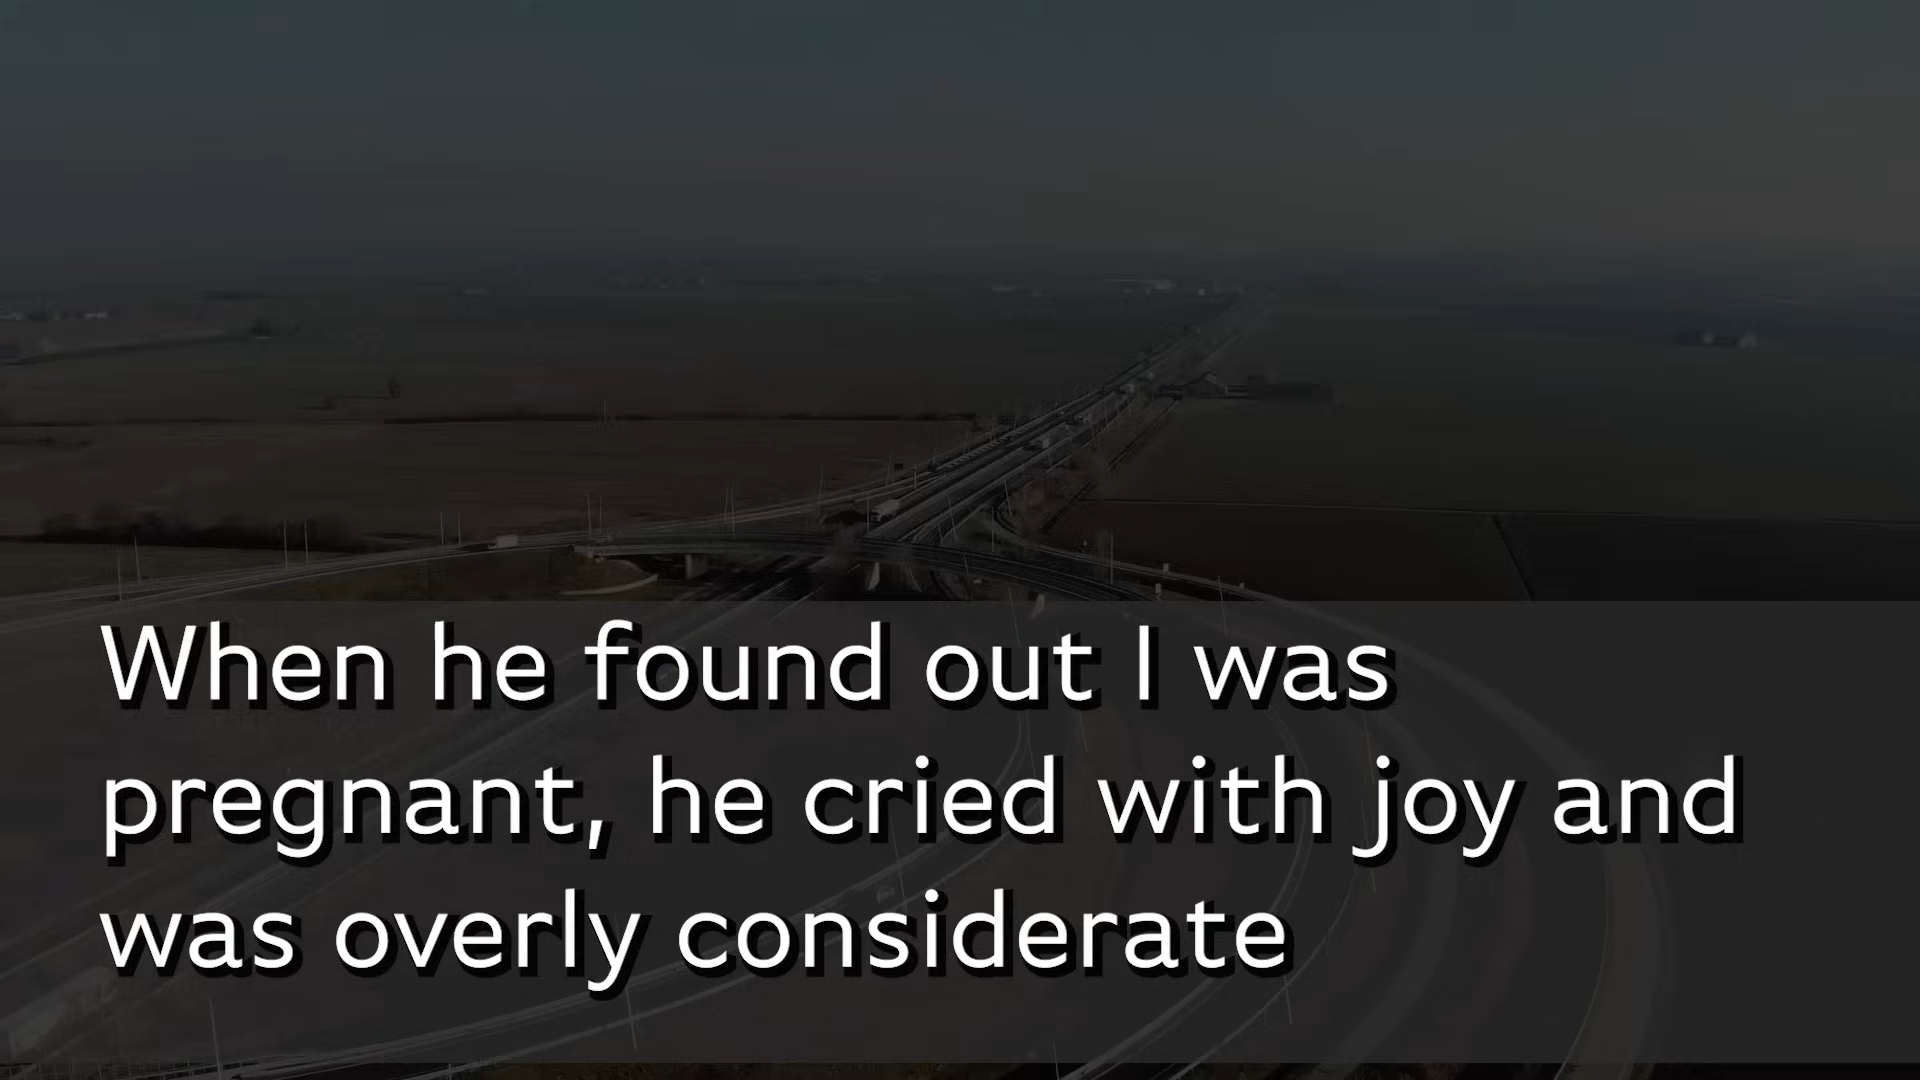 When he found out I was
pregnant, he cried with joy and
was overly considerate